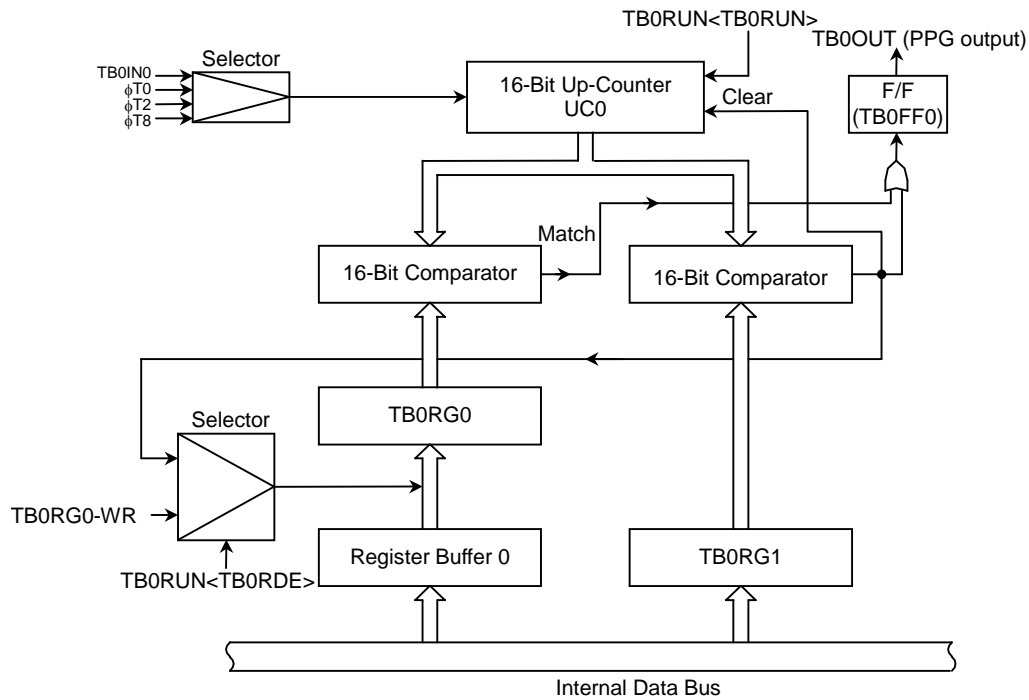 TB0RUN<TB0RUN>
TB0OUT (PPG output)
Selector
TB0IN0
ϕT0
ϕT2
ϕT8
16-Bit Up-Counter
UC0
Clear
F/F
(TB0FF0)
Match
16-Bit Comparator
16-Bit Comparator
TB0RG0
Selector
TB0RG0-WR
TB0RUN<TB0RDE>
Register Buffer 0
TB0RG1
Internal Data Bus